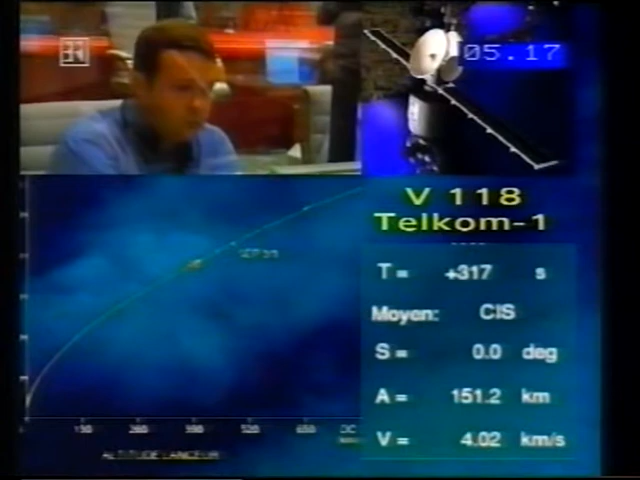 05.17
V 118
Telkom-1
T = +317 s
Moyen: CIS
S = 0.0 deg
A = 151.2 km
V = 4.02 km/s
ALTITUDE LANCEUR